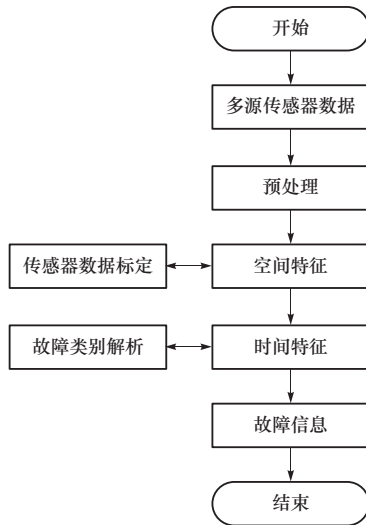 开始
多源传感器数据
预处理
传感器数据标定
空间特征
故障类别解析
时间特征
故障信息
结束